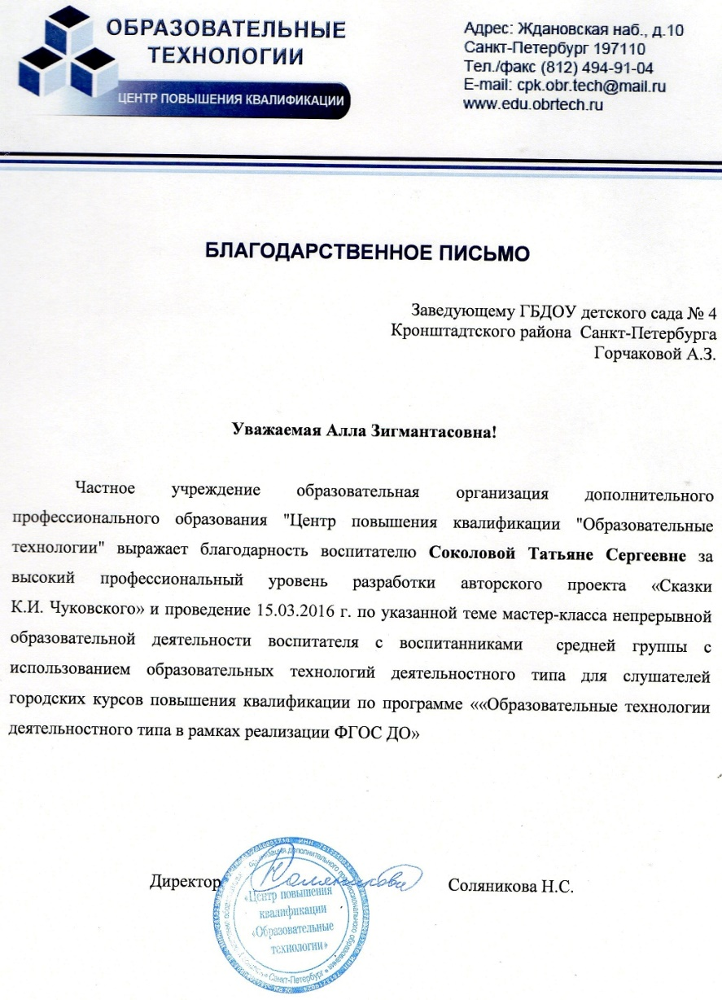 ОБРАЗОВАТЕЛЬНЫЕ
ТЕХНОЛОГИИ
ЦЕНТР ПОВЫШЕНИЯ КВАЛИФИКАЦИИ
Адрес: Ждановская наб., д.10
Санкт-Петербург 197110
Тел./факс (812) 494-91-04
E-mail: cpk.obr.tech@mail.ru
www.edu.obrtech.ru
БЛАГОДАРСТВЕННОЕ ПИСЬМО
Заведующему ГБДОУ детского сада № 4
Кронштадтского района Санкт-Петербурга
Горчаковой А.З.
Уважаемая Алла Зигмантасовна!
Частное учреждение образовательная организация дополнительного
профессионального образования "Центр повышения квалификации "Образовательные
технологии" выражает благодарность воспитателю Соколовой Татьяне Сергеевне за
высокий профессиональный уровень разработки авторского проекта «Сказки
К.И. Чуковского» и проведение 15.03.2016 г. по указанной теме мастер-класса непрерывной
образовательной деятельности воспитателя с воспитанниками средней группы с
использованием образовательных технологий деятельностного типа для слушателей
городских курсов повышения квалификации по программе ««Образовательные технологии
деятельностного типа в рамках реализации ФГОС ДО»
Директор
Соляникова Н.С.
«Центр повышения
квалификации
«Образовательные
технологии»
Санкт-Петербург